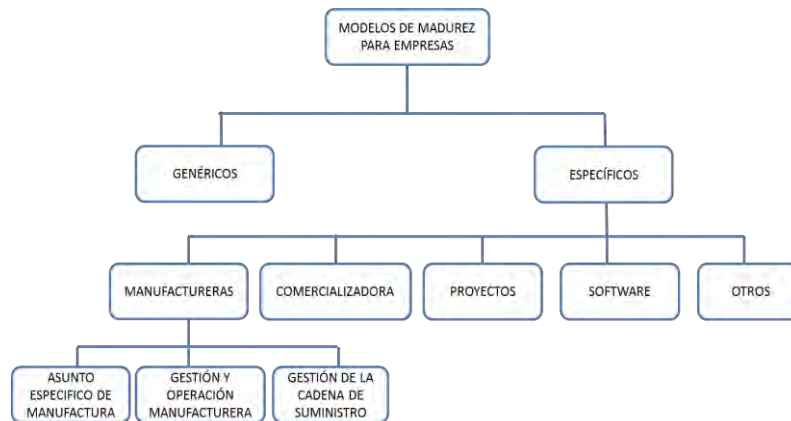 MODELOS DE MADUREZ
PARA EMPRESAS
GENÉRICOS
ESPECÍFICOS
MANUFACTURERAS
COMERCIALIZADORA
PROYECTOS
SOFTWARE
OTROS
ASUNTO
ESPECIFICO DE
MANUFACTURA
GESTIÓN Y
OPERACIÓN
MANUFACTURERA
GESTIÓN DE LA
CADENA DE
SUMINISTRO